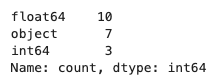 float64    10
object      7
int64       3
Name: count, dtype: int64